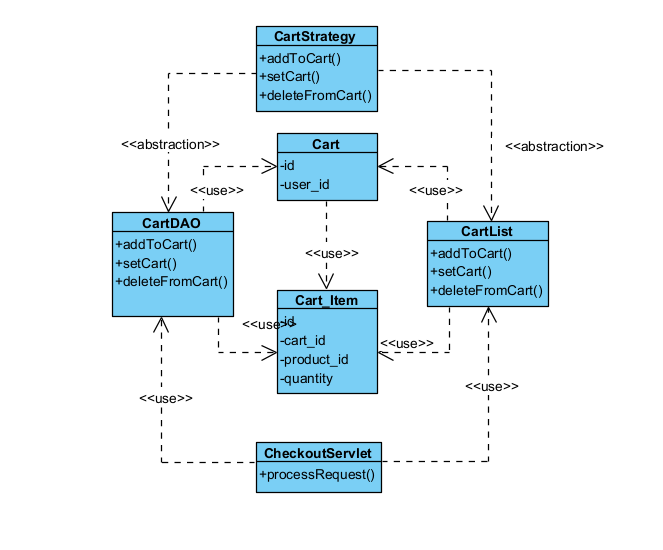 CartStrategy
+addToCart()
+setCart()
+deleteFromCart()
<<abstraction>>
<<abstraction>>
Cart
-id
-user_id
<<use>>
<<use>>
CartDAO
+addToCart()
+setCart()
+deleteFromCart()
CartList
+addToCart()
+setCart()
+deleteFromCart()
<<use>>
Cart_Item
-id
-cart_id
-product_id
-quantity
<<use>>
<<use>>
<<use>>
<<use>>
CheckoutServlet
+processRequest()